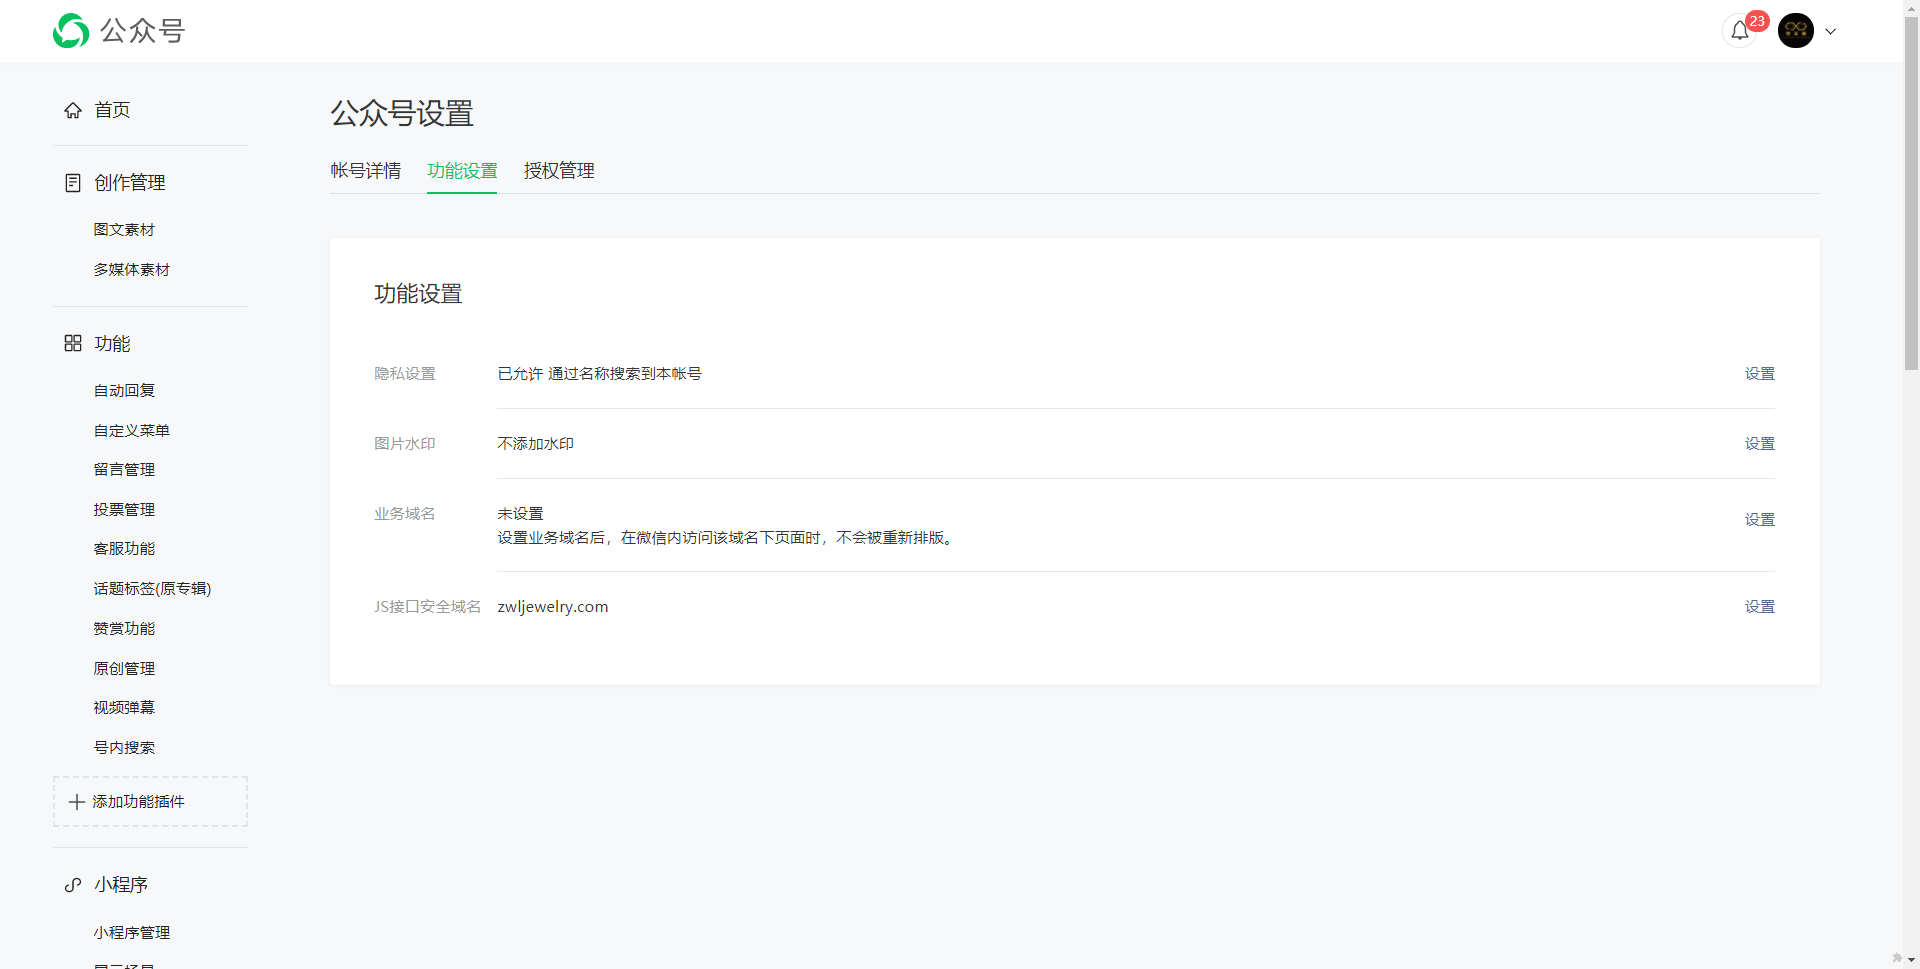 公众号
23
首页
创作管理
图文素材
多媒体素材
功能
自动回复
自定义菜单
留言管理
投票管理
客服功能
话题标签(原专辑)
赞赏功能
原创管理
视频弹幕
号内搜索
添加功能插件
小程序
小程序管理
公众号设置
帐号详情 功能设置 授权管理
功能设置
隐私设置 已允许 通过名称搜索到本帐号 设置
图片水印 不添加水印 设置
业务域名 未设置 设置
设置业务域名后，在微信内访问该域名下页面时，不会被重新排版。
JS接口安全域名 zwljewelry.com 设置